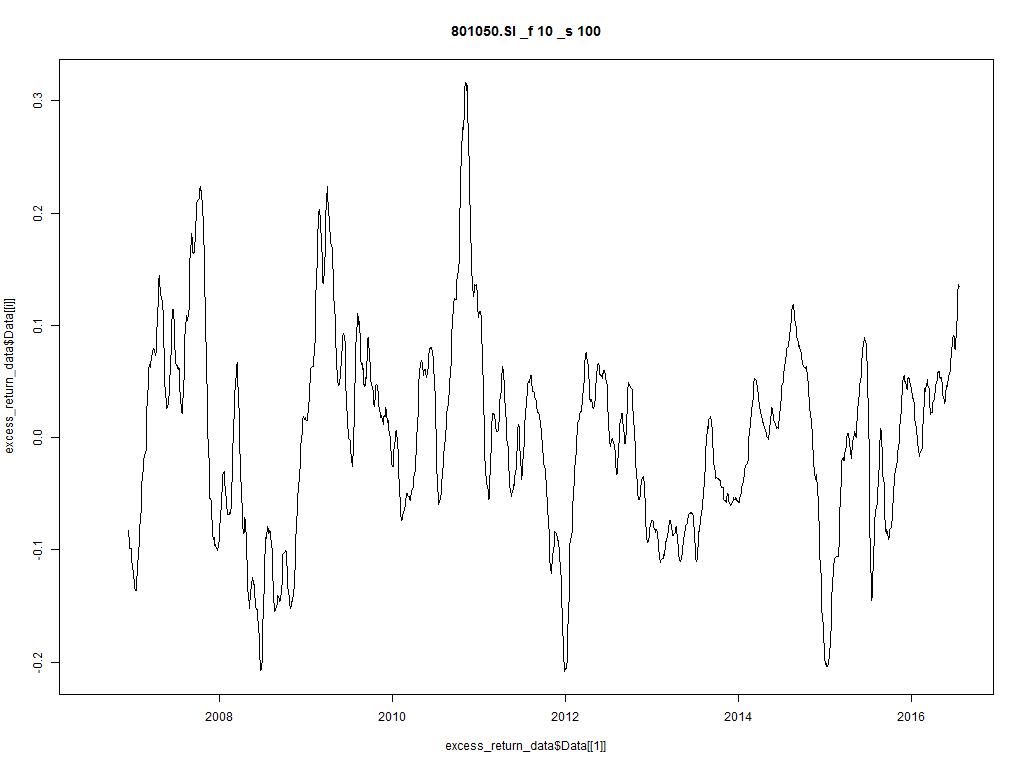 801050.SI _f 10 _s 100
excess_return_data$Data[[i]]
0.3
0.2
0.1
0.0
-0.1
-0.2
2008 2010 2012 2014 2016
excess_return_data$Data[[1]]